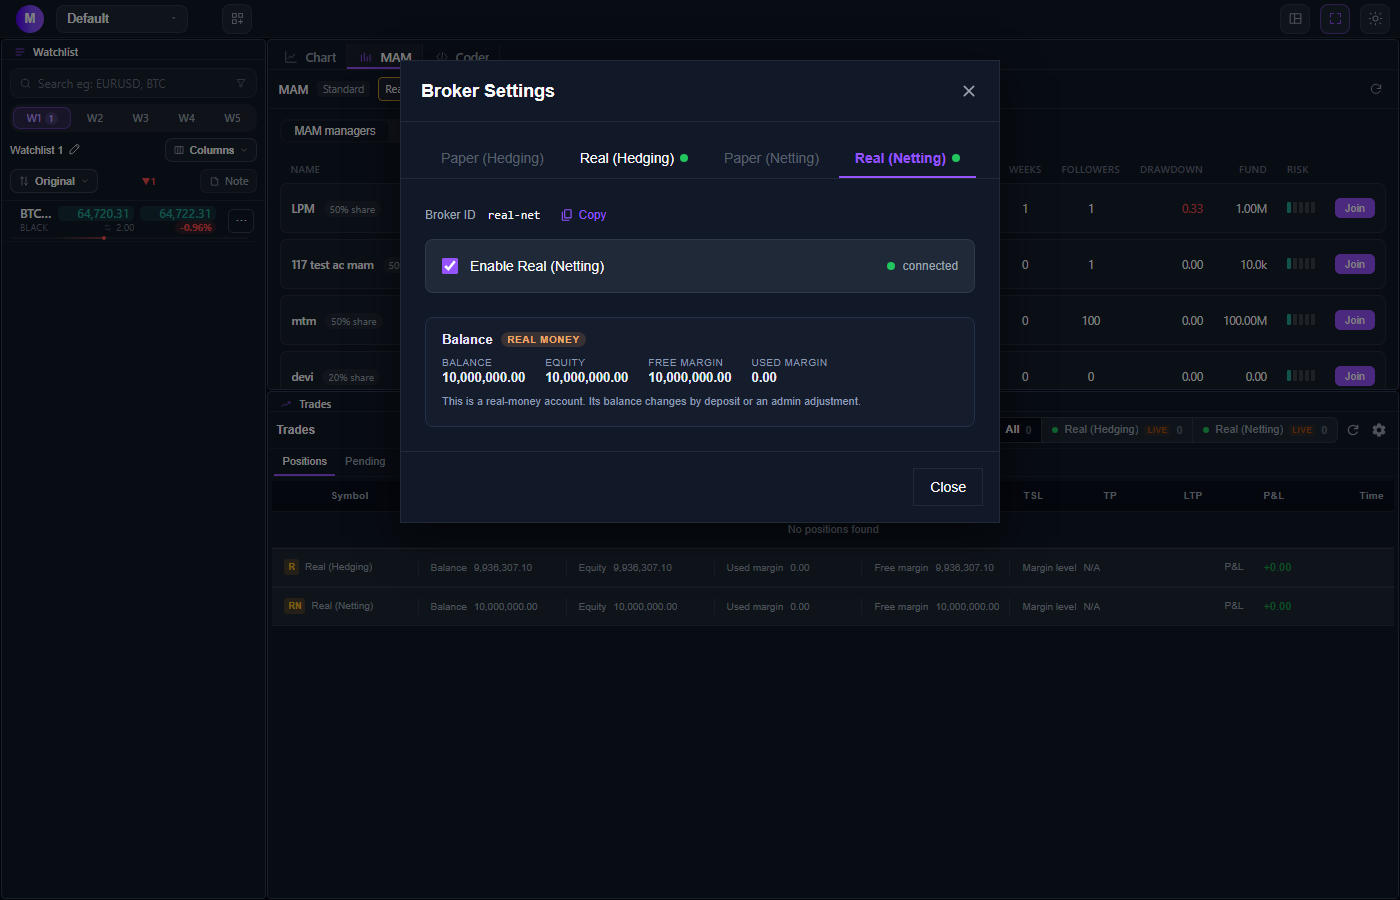 M Default
Watchlist
Search eg: EURUSD, BTC
W1 1 W2 W3 W4 W5
Watchlist 1 Columns
Original ▼1 Note
BTC... 64,720.31 64,722.31 ...
BLACK 2.00 -0.96%
Chart MAM Coder
MAM Standard
MAM managers
NAME WEEKS FOLLOWERS DRAWDOWN FUND RISK
LPM 50% share 1 1 0.33 1.00M Join
117 test ac mam 0 1 0.00 10.0k Join
mtm 50% share 0 100 0.00 100.00M Join
devi 20% share 0 0 0.00 0.00 Join
Broker Settings
Paper (Hedging) Real (Hedging) Paper (Netting) Real (Netting)
Broker ID real-net Copy
Enable Real (Netting) connected
Balance REAL MONEY
BALANCE EQUITY FREE MARGIN USED MARGIN
10,000,000.00 10,000,000.00 10,000,000.00 0.00
This is a real-money account. Its balance changes by deposit or an admin adjustment.
Close
Trades
Trades All 0 Real (Hedging) LIVE 0 Real (Netting) LIVE 0
Positions Pending
Symbol TSL TP LTP P&L Time
No positions found
R Real (Hedging) Balance 9,936,307.10 Equity 9,936,307.10 Used margin 0.00 Free margin 9,936,307.10 Margin level N/A P&L +0.00
RN Real (Netting) Balance 10,000,000.00 Equity 10,000,000.00 Used margin 0.00 Free margin 10,000,000.00 Margin level N/A P&L +0.00